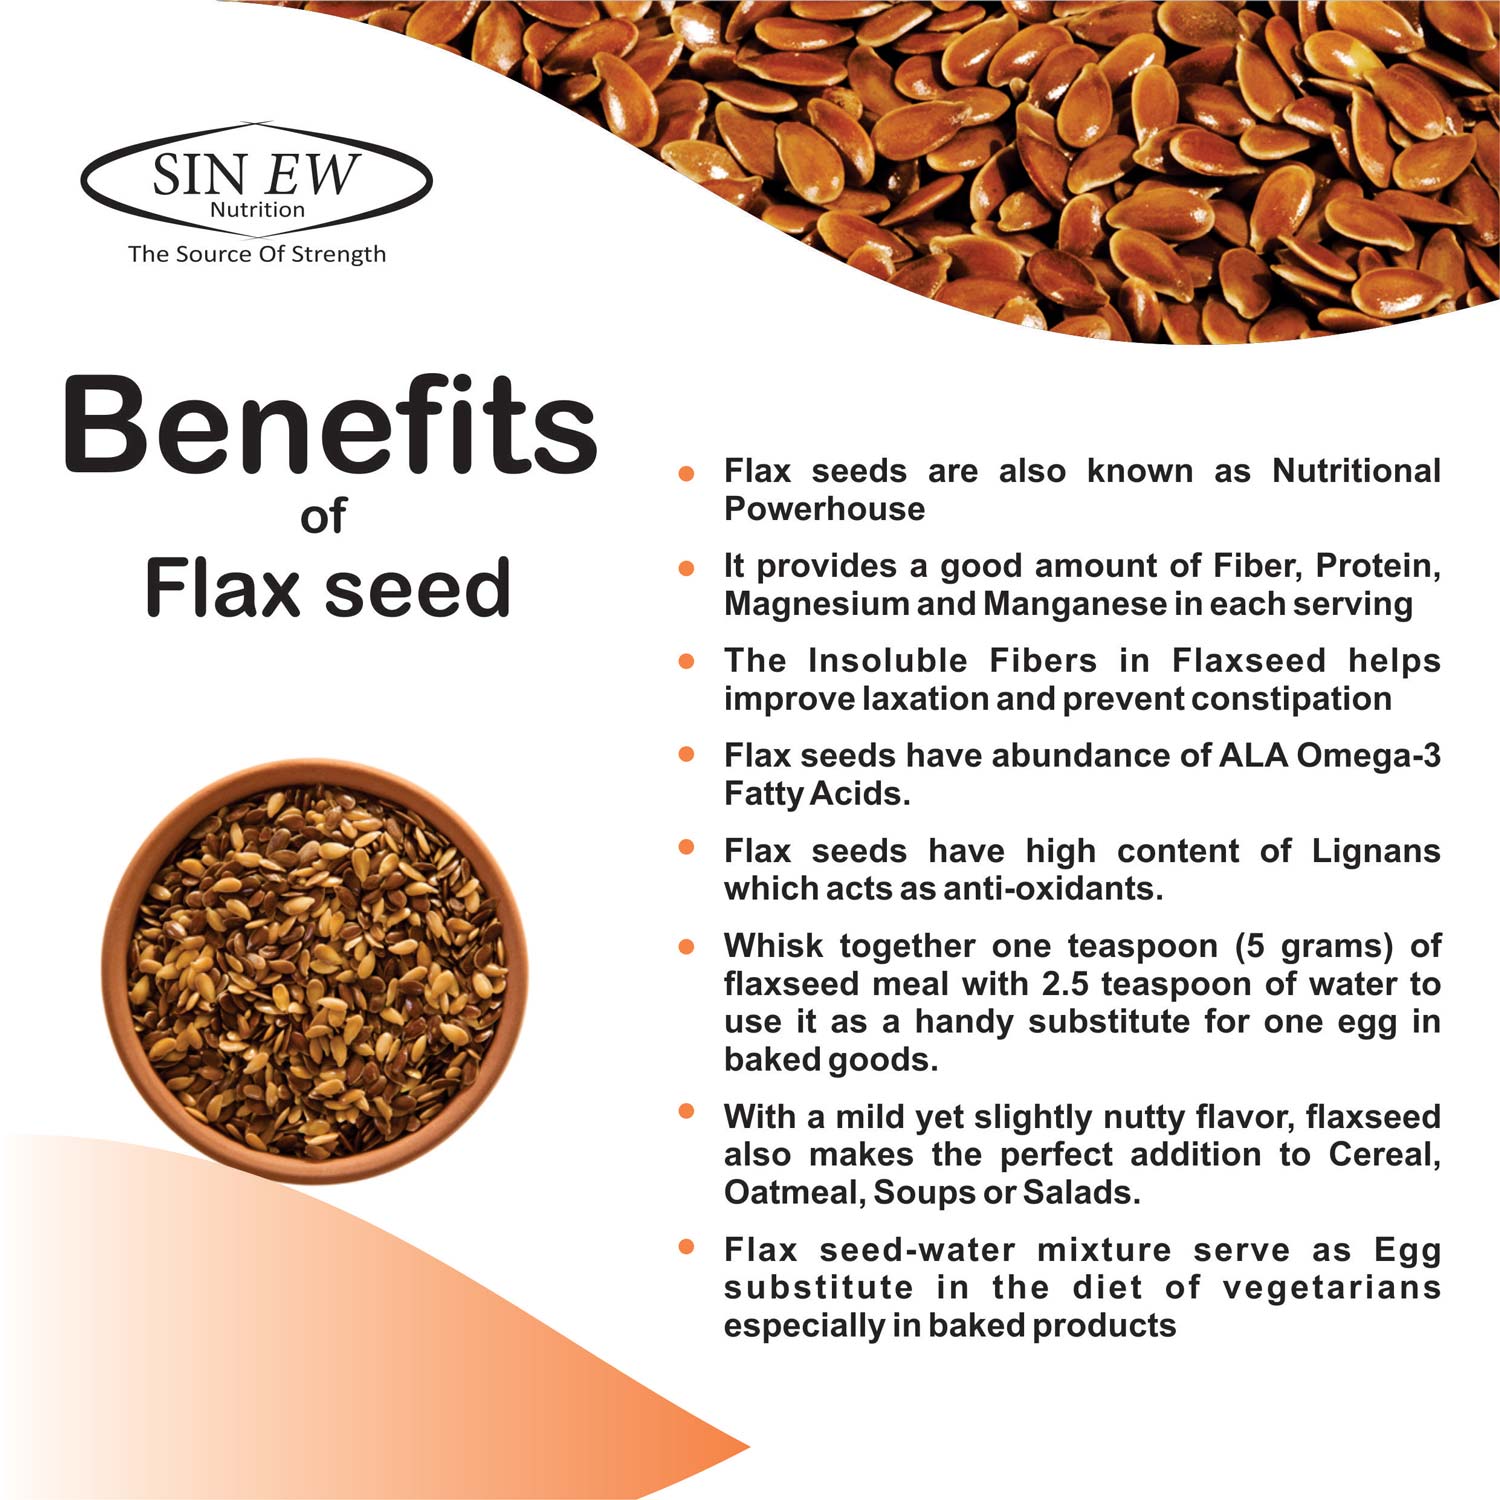 SIN EW
Nutrition
The Source Of Strength
Benefits
of
Flax seed
Flax seeds are also known as Nutritional
Powerhouse
It provides a good amount of Fiber, Protein,
Magnesium and Manganese in each serving
The Insoluble Fibers in Flaxseed helps
improve laxation and prevent constipation
Flax seeds have abundance of ALA Omega-3
Fatty Acids.
Flax seeds have high content of Lignans
which acts as anti-oxidants.
Whisk together one teaspoon (5 grams) of
flaxseed meal with 2.5 teaspoon of water to
use it as a handy substitute for one egg in
baked goods.
With a mild yet slightly nutty flavor, flaxseed
also makes the perfect addition to Cereal,
Oatmeal, Soups or Salads.
Flax seed-water mixture serve as Egg
substitute in the diet of vegetarians
especially in baked products